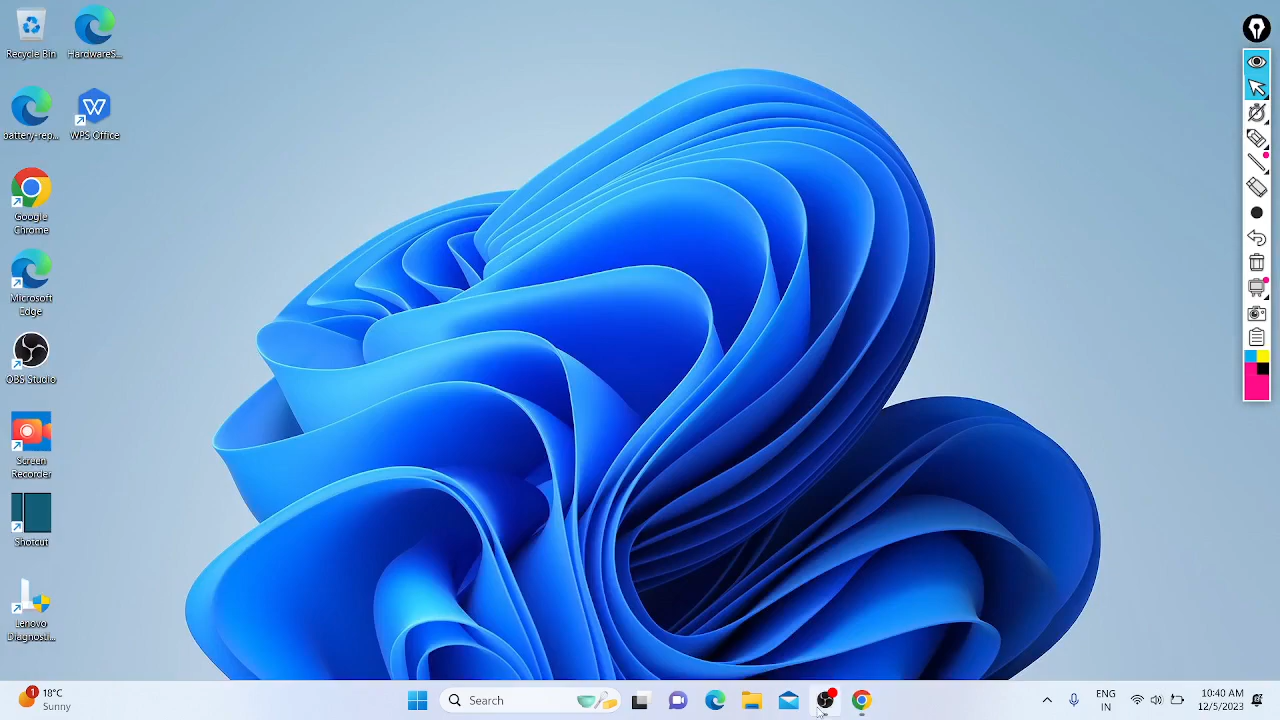 Recycle Bin
HardwareS...
battery-rep...
WPS Office
Google
Chrome
Microsoft
Edge
OBS Studio
Screen
Recorder
Shotcut
Lenovo
Diagnosti...
1
18°C
Sunny
Search
ENG
IN
10:40 AM
12/5/2023